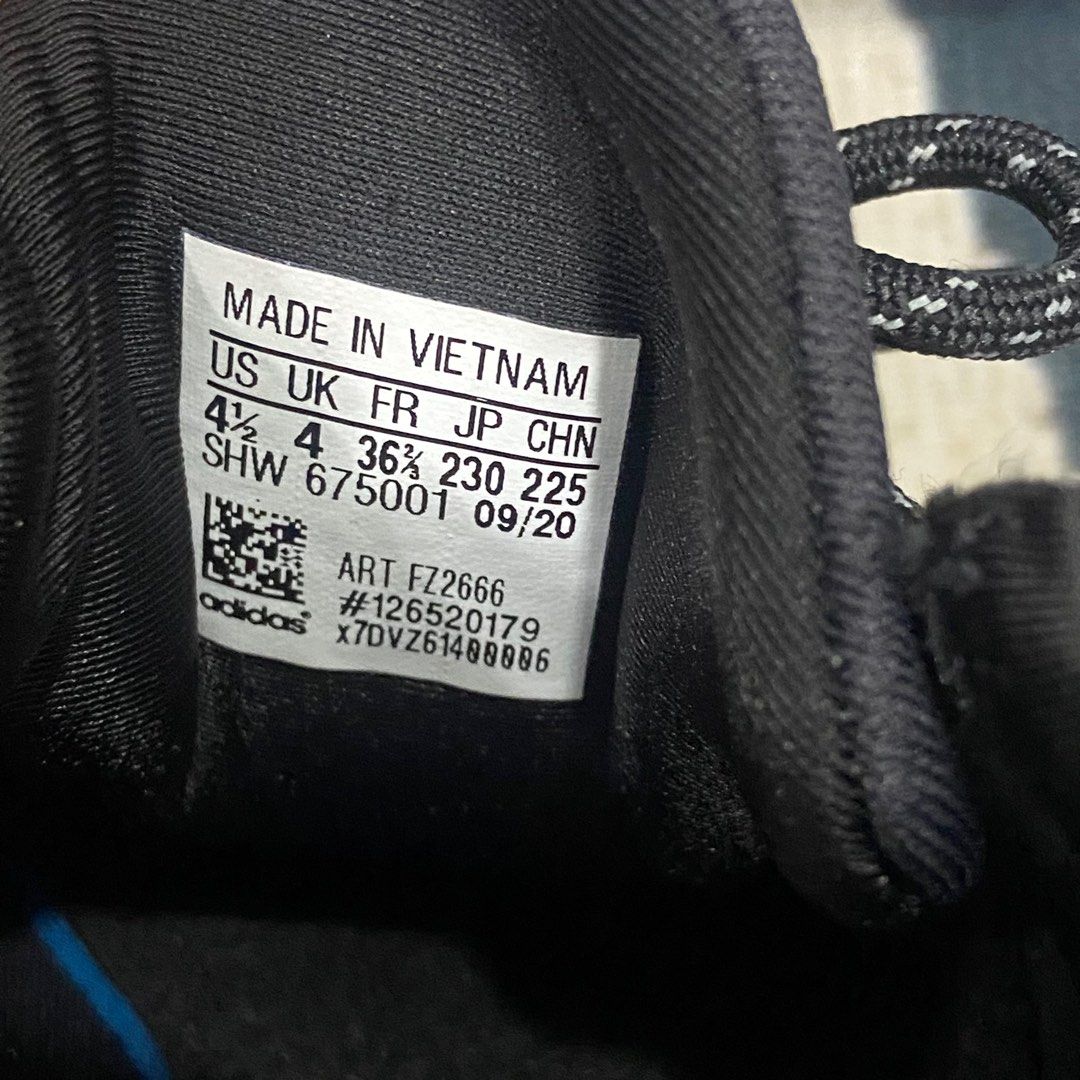 MADE IN VIETNAM
US UK FR JP CHN
4½ 4 36⅔ 230 225
SHW 675001 09/20
ART FZ2666
#126520179
x7DVZ61400006
adidas®